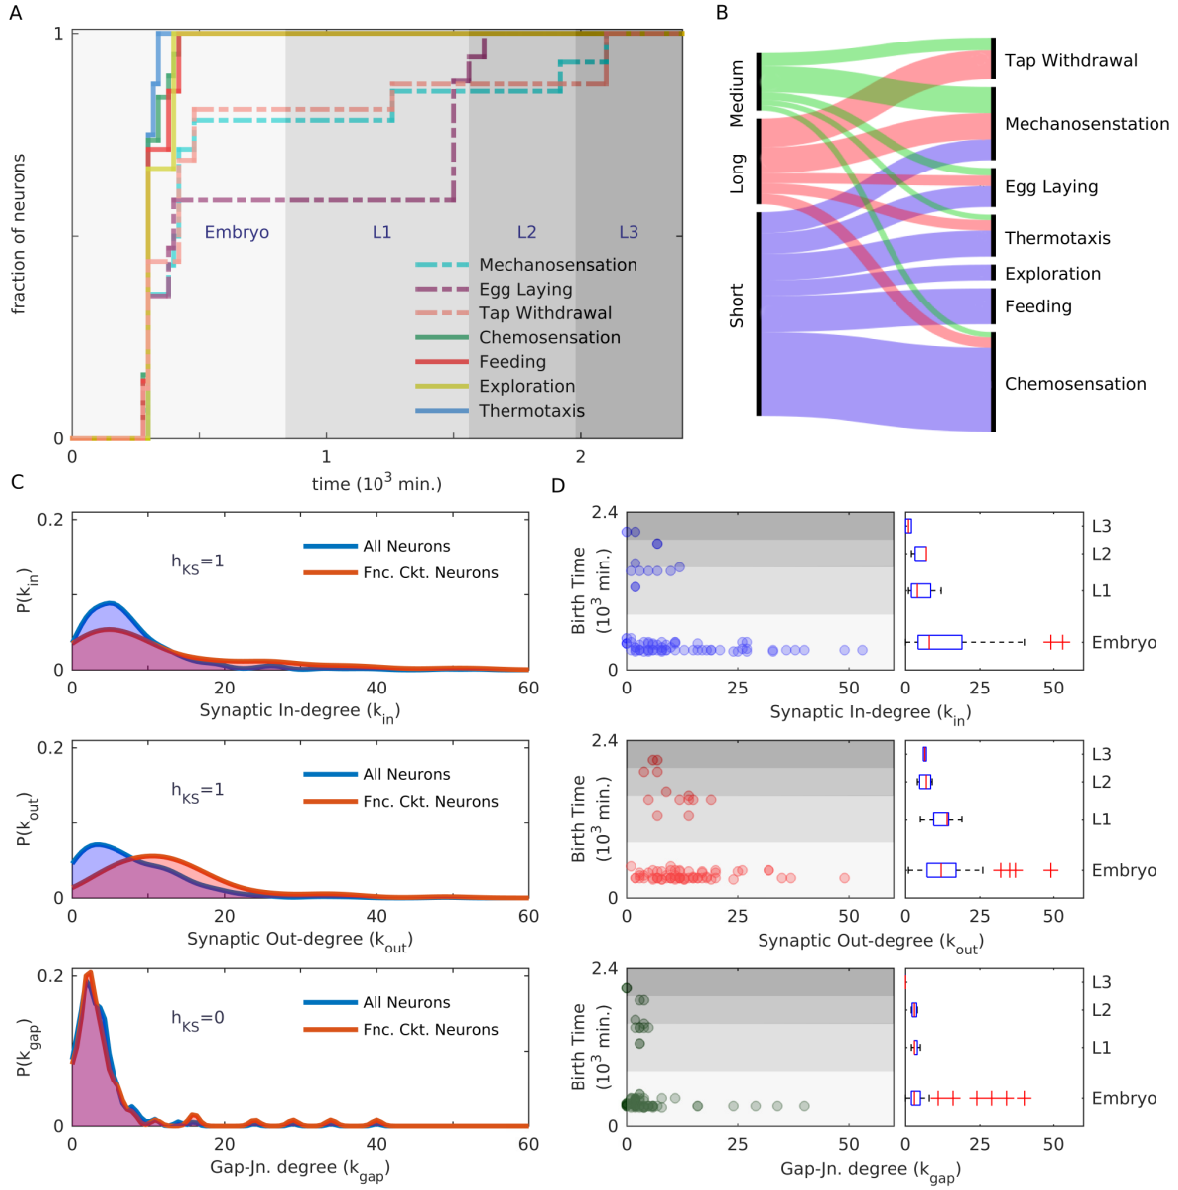 A
1
fraction of neurons
0
Embryo
L1
L2
L3
Mechanosensation
Egg Laying
Tap Withdrawal
Chemosensation
Feeding
Exploration
Thermotaxis
0
1
2
time (10³ min.)
B
Medium
Long
Short
Tap Withdrawal
Mechanosenstation
Egg Laying
Thermotaxis
Exploration
Feeding
Chemosensation
C
0.2
P(k_in)
0
h_KS=1
All Neurons
Fnc. Ckt. Neurons
0
20
40
60
Synaptic In-degree (k_in)
0.2
P(k_out)
0
h_KS=1
All Neurons
Fnc. Ckt. Neurons
0
20
40
60
Synaptic Out-degree (k_out)
0.2
P(k_gap)
0
h_KS=0
All Neurons
Fnc. Ckt. Neurons
0
20
40
60
Gap-Jn. degree (k_gap)
D
2.4
Birth Time
(10³ min.)
0
0
25
50
0
25
50
L3
L2
L1
Embryo
Synaptic In-degree (k_in)
2.4
Birth Time
(10³ min.)
0
0
25
50
0
25
50
L3
L2
L1
Embryo
Synaptic Out-degree (k_out)
2.4
Birth Time
(10³ min.)
0
0
25
50
0
25
50
L3
L2
L1
Embryo
Gap-Jn. degree (k_gap)